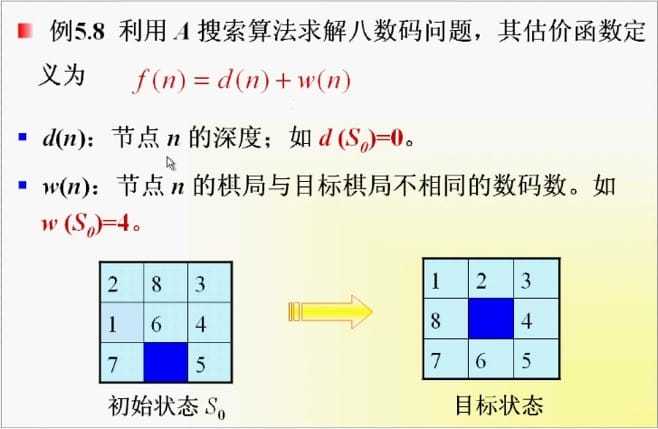 例5.8 利用 A 搜索算法求解八数码问题，其估价函数定
义为 f(n) = d(n) + w(n)
d(n)：节点 n 的深度；如 d (S₀)=0。
w(n)：节点 n 的棋局与目标棋局不相同的数码数。如
w (S₀)=4。
2 8 3
1 6 4
7 5
1 2 3
8 4
7 6 5
初始状态 S₀
目标状态